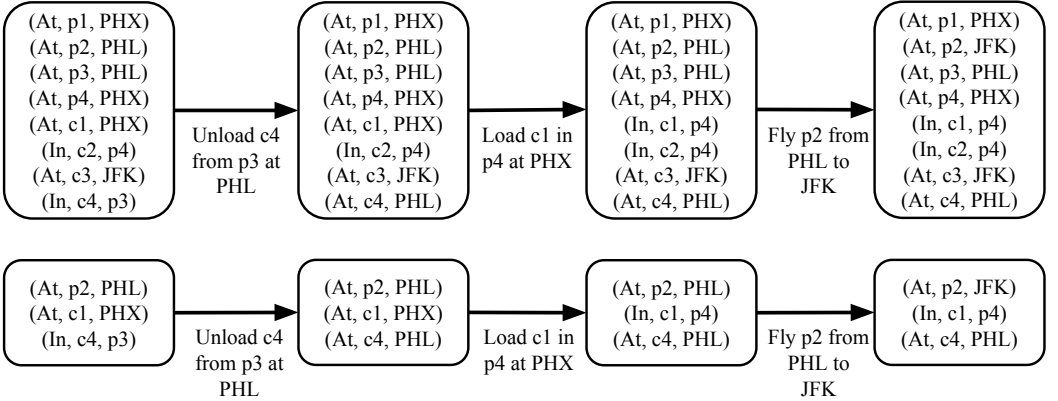 (At, p1, PHX)
(At, p2, PHL)
(At, p3, PHL)
(At, p4, PHX)
(At, c1, PHX)
(In, c2, p4)
(At, c3, JFK)
(In, c4, p3)
Unload c4
from p3 at
PHL
(At, p1, PHX)
(At, p2, PHL)
(At, p3, PHL)
(At, p4, PHX)
(At, c1, PHX)
(In, c2, p4)
(At, c3, JFK)
(At, c4, PHL)
Load c1 in
p4 at PHX
(At, p1, PHX)
(At, p2, PHL)
(At, p3, PHL)
(At, p4, PHX)
(In, c1, p4)
(In, c2, p4)
(At, c3, JFK)
(At, c4, PHL)
Fly p2 from
PHL to
JFK
(At, p1, PHX)
(At, p2, JFK)
(At, p3, PHL)
(At, p4, PHX)
(In, c1, p4)
(In, c2, p4)
(At, c3, JFK)
(At, c4, PHL)
(At, p2, PHL)
(At, c1, PHX)
(In, c4, p3)
Unload c4
from p3 at
PHL
(At, p2, PHL)
(At, c1, PHX)
(At, c4, PHL)
Load c1 in
p4 at PHX
(At, p2, PHL)
(In, c1, p4)
(At, c4, PHL)
Fly p2 from
PHL to
JFK
(At, p2, JFK)
(In, c1, p4)
(At, c4, PHL)